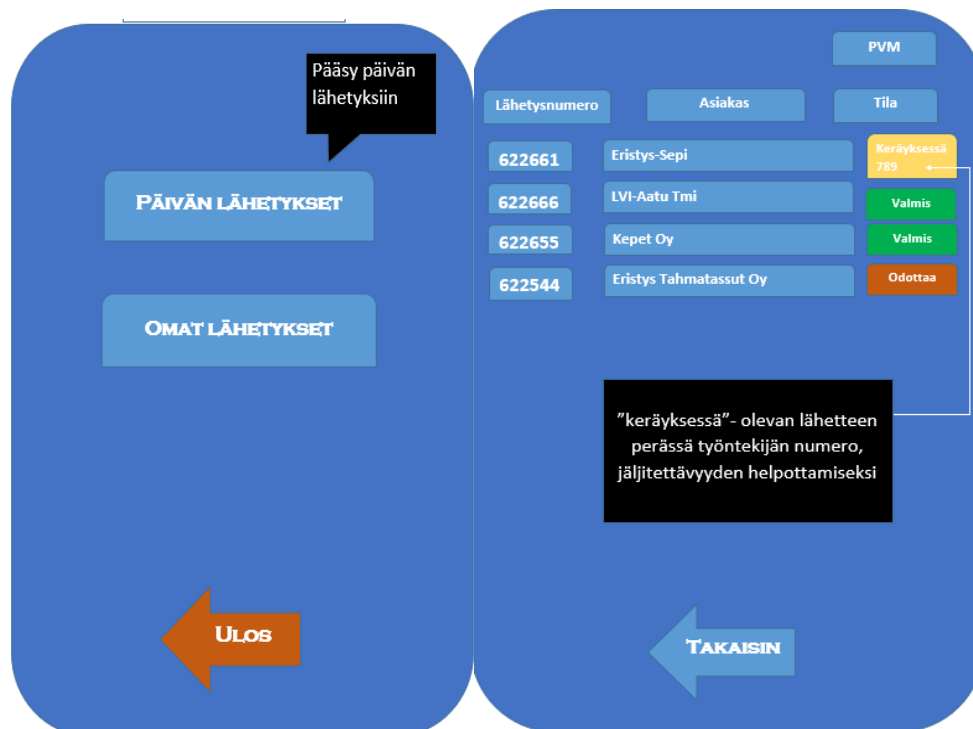 Pääsy päivän
lähetyksiin
PÄIVÄN LÄHETYKSET
OMAT LÄHETYKSET
ULOS
PVM
Lähetysnumero
Asiakas
Tila
622661
Eristys-Sepi
Keräyksessä
789
622666
LVI-Aatu Tmi
Valmis
622655
Kepet Oy
Valmis
622544
Eristys Tahmatassut Oy
Odottaa
”keräyksessä”- olevan lähetteen
perässä työntekijän numero,
jäljitettävyyden helpottamiseksi
TAKAISIN